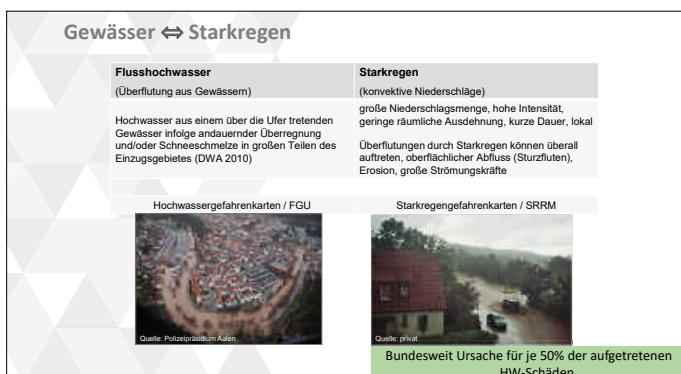 Gewässer ⇔ Starkregen
Flusshochwasser
(Überflutung aus Gewässern)
Starkregen
(konvektive Niederschläge)
Hochwasser aus einem über die Ufer tretenden
Gewässer infolge andauernder Überregnung
und/oder Schneeschmelze in großen Teilen des
Einzugsgebietes (DWA 2010)
große Niederschlagsmenge, hohe Intensität,
geringe räumliche Ausdehnung, kurze Dauer, lokal
Überflutungen durch Starkregen können überall
auftreten, oberflächlicher Abfluss (Sturzfluten),
Erosion, große Strömungskräfte
Hochwassergefahrenkarten / FGU
Starkregengefahrenkarten / SRRM
Quelle: Polizeipräsidium Aalen
Quelle: privat
Bundesweit Ursache für je 50% der aufgetretenen
HW-Schäden